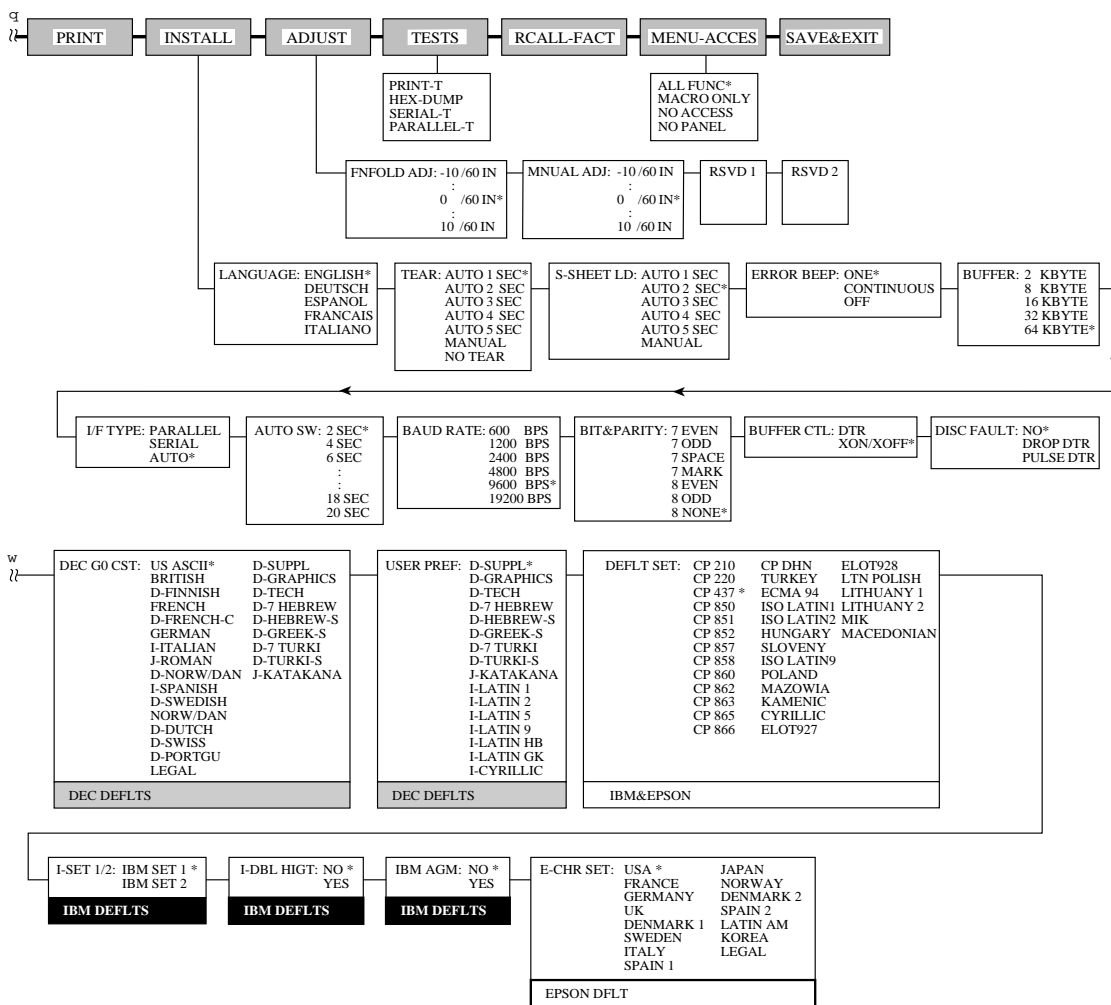 q
PRINT INSTALL ADJUST TESTS RCALL-FACT MENU-ACCES SAVE&EXIT
PRINT-T
HEX-DUMP
SERIAL-T
PARALLEL-T
ALL FUNC*
MACRO ONLY
NO ACCESS
NO PANEL
FNFOLD ADJ: -10 /60 IN
:
0 /60 IN*
:
10 /60 IN
MNUAL ADJ: -10 /60 IN
:
0 /60 IN*
:
10 /60 IN
RSVD 1
RSVD 2
LANGUAGE: ENGLISH*
DEUTSCH
ESPANOL
FRANCAIS
ITALIANO
TEAR: AUTO 1 SEC*
AUTO 2 SEC
AUTO 3 SEC
AUTO 4 SEC
AUTO 5 SEC
MANUAL
NO TEAR
S-SHEET LD: AUTO 1 SEC
AUTO 2 SEC*
AUTO 3 SEC
AUTO 4 SEC
AUTO 5 SEC
MANUAL
ERROR BEEP: ONE*
CONTINUOUS
OFF
BUFFER: 2 KBYTE
8 KBYTE
16 KBYTE
32 KBYTE
64 KBYTE*
I/F TYPE: PARALLEL
SERIAL
AUTO*
AUTO SW: 2 SEC*
4 SEC
6 SEC
:
:
18 SEC
20 SEC
BAUD RATE: 600 BPS
1200 BPS
2400 BPS
4800 BPS
9600 BPS*
19200 BPS
BIT&PARITY: 7 EVEN
7 ODD
7 SPACE
7 MARK
8 EVEN
8 ODD
8 NONE*
BUFFER CTL: DTR
XON/XOFF*
DISC FAULT: NO*
DROP DTR
PULSE DTR
w
DEC G0 CST: US ASCII* D-SUPPL
BRITISH D-GRAPHICS
D-FINNISH D-TECH
FRENCH D-7 HEBREW
D-FRENCH-C D-HEBREW-S
GERMAN D-GREEK-S
I-ITALIAN D-7 TURKI
J-ROMAN D-TURKI-S
D-NORW/DAN J-KATAKANA
I-SPANISH
D-SWEDISH
NORW/DAN
D-DUTCH
D-SWISS
D-PORTGU
LEGAL
DEC DEFLTS
USER PREF: D-SUPPL*
D-GRAPHICS
D-TECH
D-7 HEBREW
D-HEBREW-S
D-GREEK-S
D-7 TURKI
D-TURKI-S
J-KATAKANA
I-LATIN 1
I-LATIN 2
I-LATIN 5
I-LATIN 9
I-LATIN HB
I-LATIN GK
I-CYRILLIC
DEC DEFLTS
DEFLT SET: CP 210 CP DHN ELOT928
CP 220 TURKEY LTN POLISH
CP 437 * ECMA 94 LITHUANY 1
CP 850 ISO LATIN1 LITHUANY 2
CP 851 ISO LATIN2 MIK
CP 852 HUNGARY MACEDONIAN
CP 857 SLOVENY
CP 858 ISO LATIN9
CP 860 POLAND
CP 862 MAZOWIA
CP 863 KAMENIC
CP 865 CYRILLIC
CP 866 ELOT927
IBM&EPSON
I-SET 1/2: IBM SET 1 *
IBM SET 2
IBM DEFLTS
I-DBL HIGT: NO *
YES
IBM DEFLTS
IBM AGM: NO *
YES
IBM DEFLTS
E-CHR SET: USA * JAPAN
FRANCE NORWAY
GERMANY DENMARK 2
UK SPAIN 2
DENMARK 1 LATIN AM
SWEDEN KOREA
ITALY LEGAL
SPAIN 1
EPSON DFLT